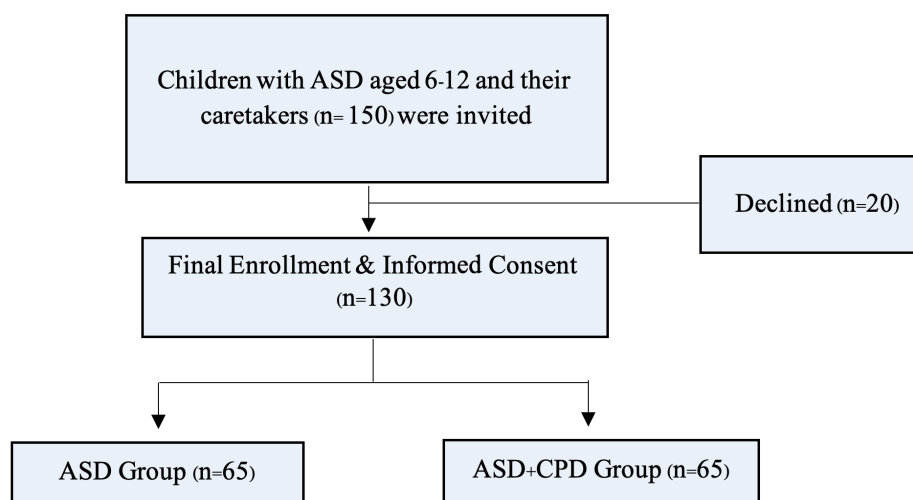 Children with ASD aged 6-12 and their
caretakers (n= 150) were invited
Declined (n=20)
Final Enrollment & Informed Consent
(n=130)
ASD Group (n=65)
ASD+CPD Group (n=65)